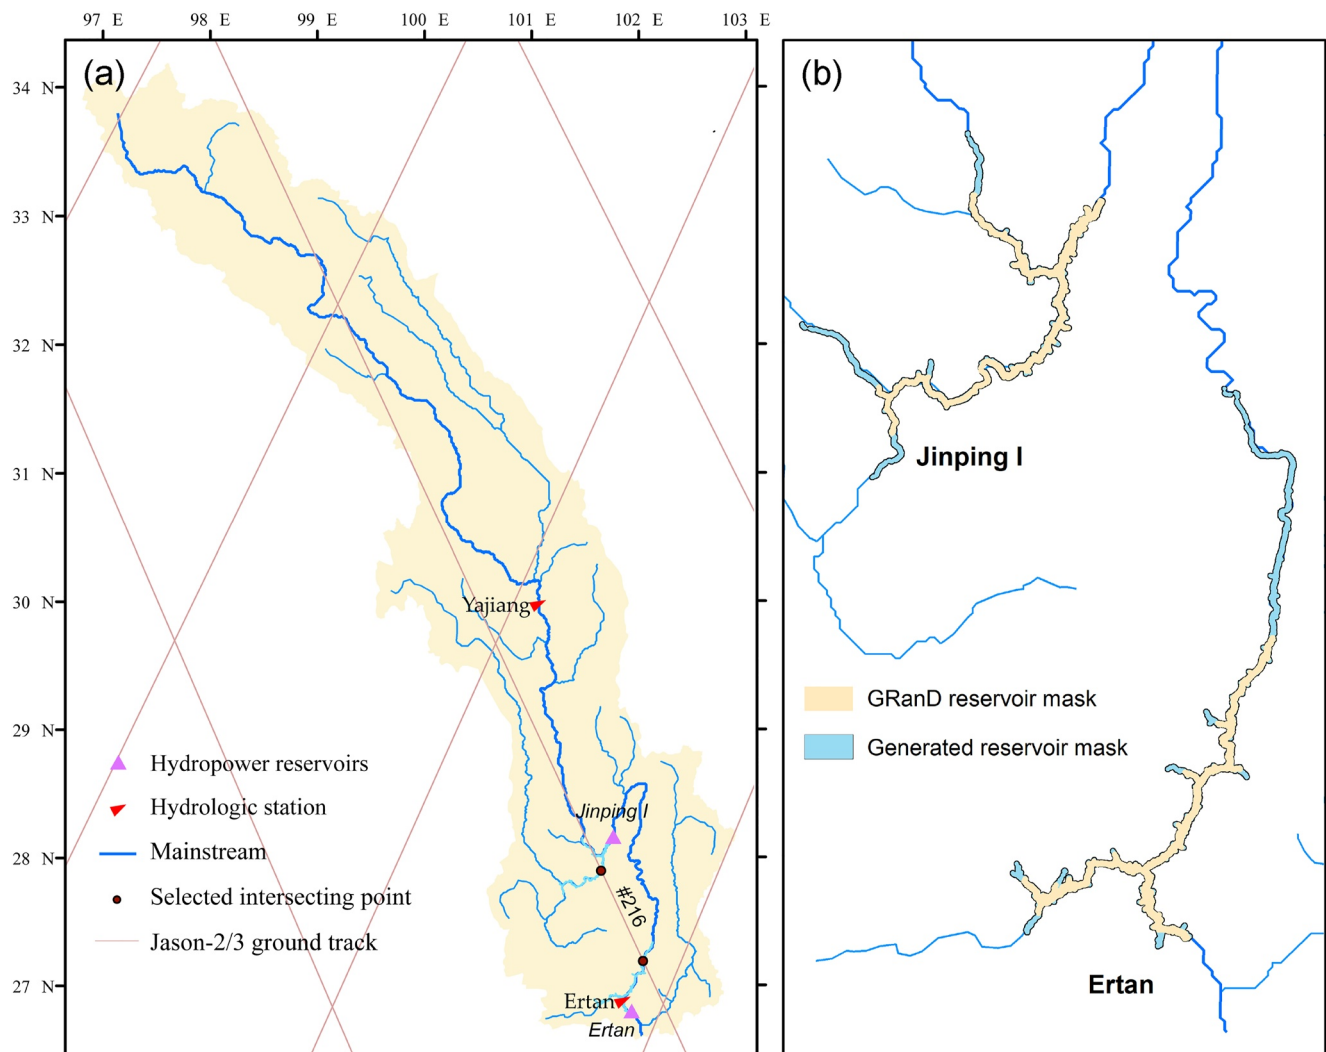 97 E 98 E 99 E 100 E 101 E 102 E 103 E
(a)
34 N
33 N
32 N
31 N
30 N
29 N
28 N
27 N
Yajiang
Hydropower reservoirs
Hydrologic station
Mainstream
Selected intersecting point
Jason-2/3 ground track
Jinping I
#216
Ertan
Ertan
(b)
Jinping I
GRanD reservoir mask
Generated reservoir mask
Ertan